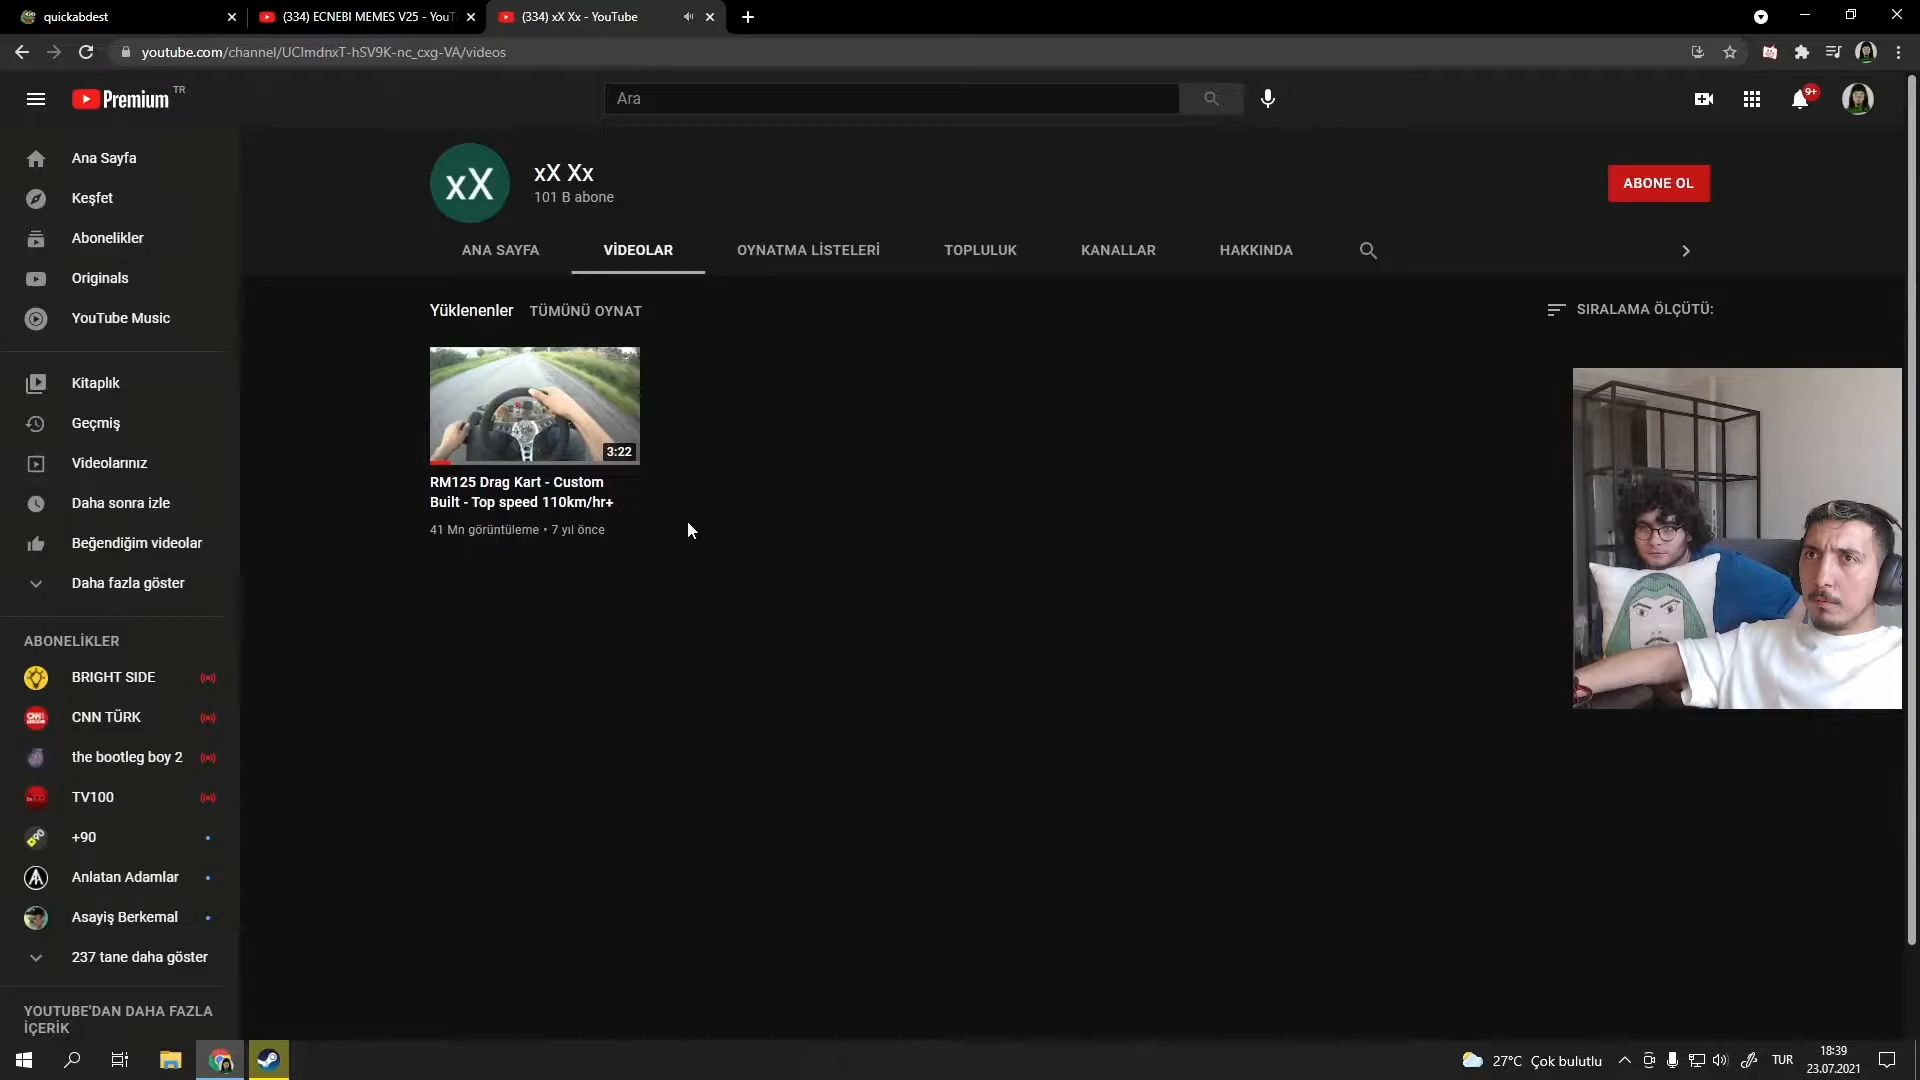 quickabdest
(334) ECNEBI MEMES V25 - YouT
(334) xX Xx - YouTube
youtube.com/channel/UClmdnxT-hSV9K-nc_cxg-VA/videos
Premium TR
Ara
9+
Ana Sayfa
Keşfet
Abonelikler
Originals
YouTube Music
Kitaplık
Geçmiş
Videolarınız
Daha sonra izle
Beğendiğim videolar
Daha fazla göster
ABONELİKLER
BRIGHT SIDE
CNN TÜRK
the bootleg boy 2
TV100
+90
Anlatan Adamlar
Asayiş Berkemal
237 tane daha göster
YOUTUBE'DAN DAHA FAZLA
İÇERİK
xX
xX Xx
101 B abone
ABONE OL
ANA SAYFA
VİDEOLAR
OYNATMA LİSTELERİ
TOPLULUK
KANALLAR
HAKKINDA
Yüklenenler
TÜMÜNÜ OYNAT
SIRALAMA ÖLÇÜTÜ:
3:22
RM125 Drag Kart - Custom
Built - Top speed 110km/hr+
41 Mn görüntüleme • 7 yıl önce
27°C Çok bulutlu
TUR
18:39
23.07.2021